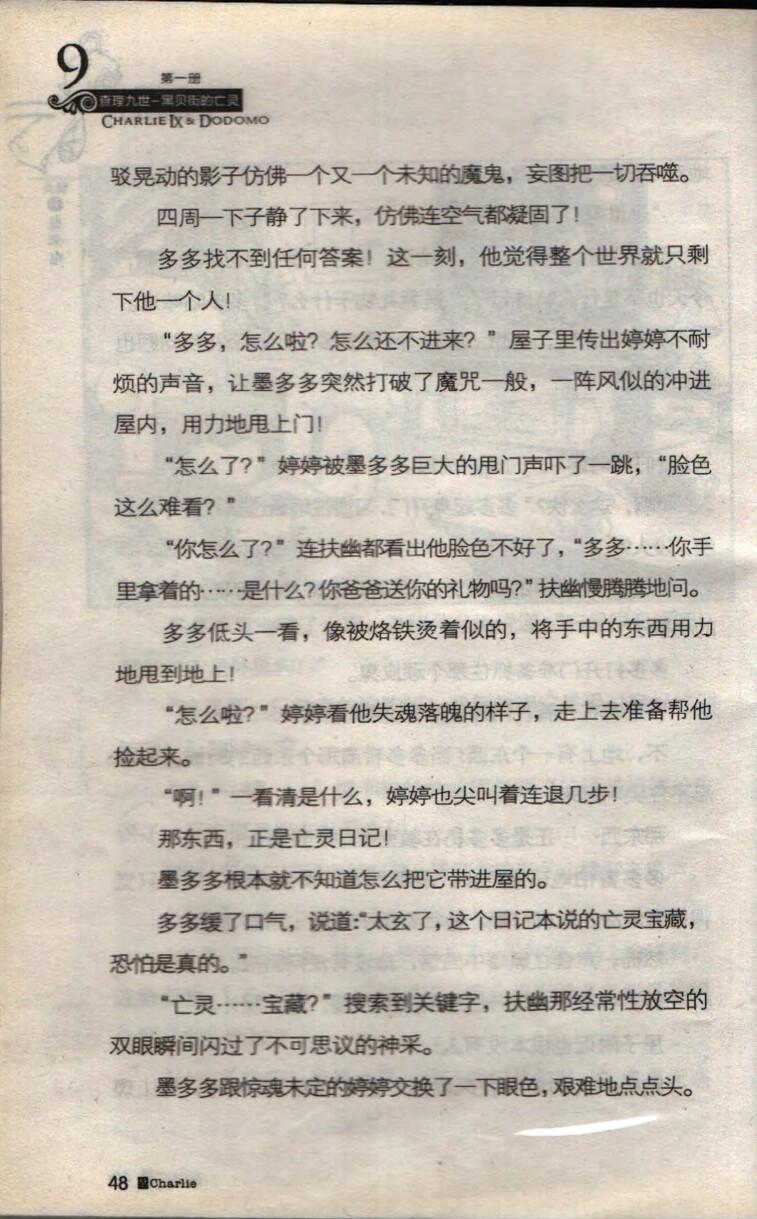 9
第一册
查理九世-黑贝街的亡灵
CHARLIE IX & DODOMO
驳晃动的影子仿佛一个又一个未知的魔鬼，妄图把一切吞噬。
四周一下子静了下来，仿佛连空气都凝固了！
多多找不到任何答案！这一刻，他觉得整个世界就只剩
下他一个人！
“多多，怎么啦？怎么还不进来？”屋子里传出婷婷不耐
烦的声音，让墨多多突然打破了魔咒一般，一阵风似的冲进
屋内，用力地甩上门！
“怎么了？”婷婷被墨多多巨大的甩门声吓了一跳，“脸色
这么难看？”
“你怎么了？”连扶幽都看出他脸色不好了，“多多……你手
里拿着的……是什么？你爸爸送你的礼物吗？”扶幽慢腾腾地问。
多多低头一看，像被烙铁烫着似的，将手中的东西用力
地甩到地上！
“怎么啦？”婷婷看他失魂落魄的样子，走上去准备帮他
捡起来。
“啊！”一看清是什么，婷婷也尖叫着连退几步！
那东西，正是亡灵日记！
墨多多根本就不知道怎么把它带进屋的。
多多缓了口气，说道：“太玄了，这个日记本说的亡灵宝藏，
恐怕是真的。”
“亡灵……宝藏？”搜索到关键字，扶幽那经常性放空的
双眼瞬间闪过了不可思议的神采。
墨多多跟惊魂未定的婷婷交换了一下眼色，艰难地点点头。
48 Charlie